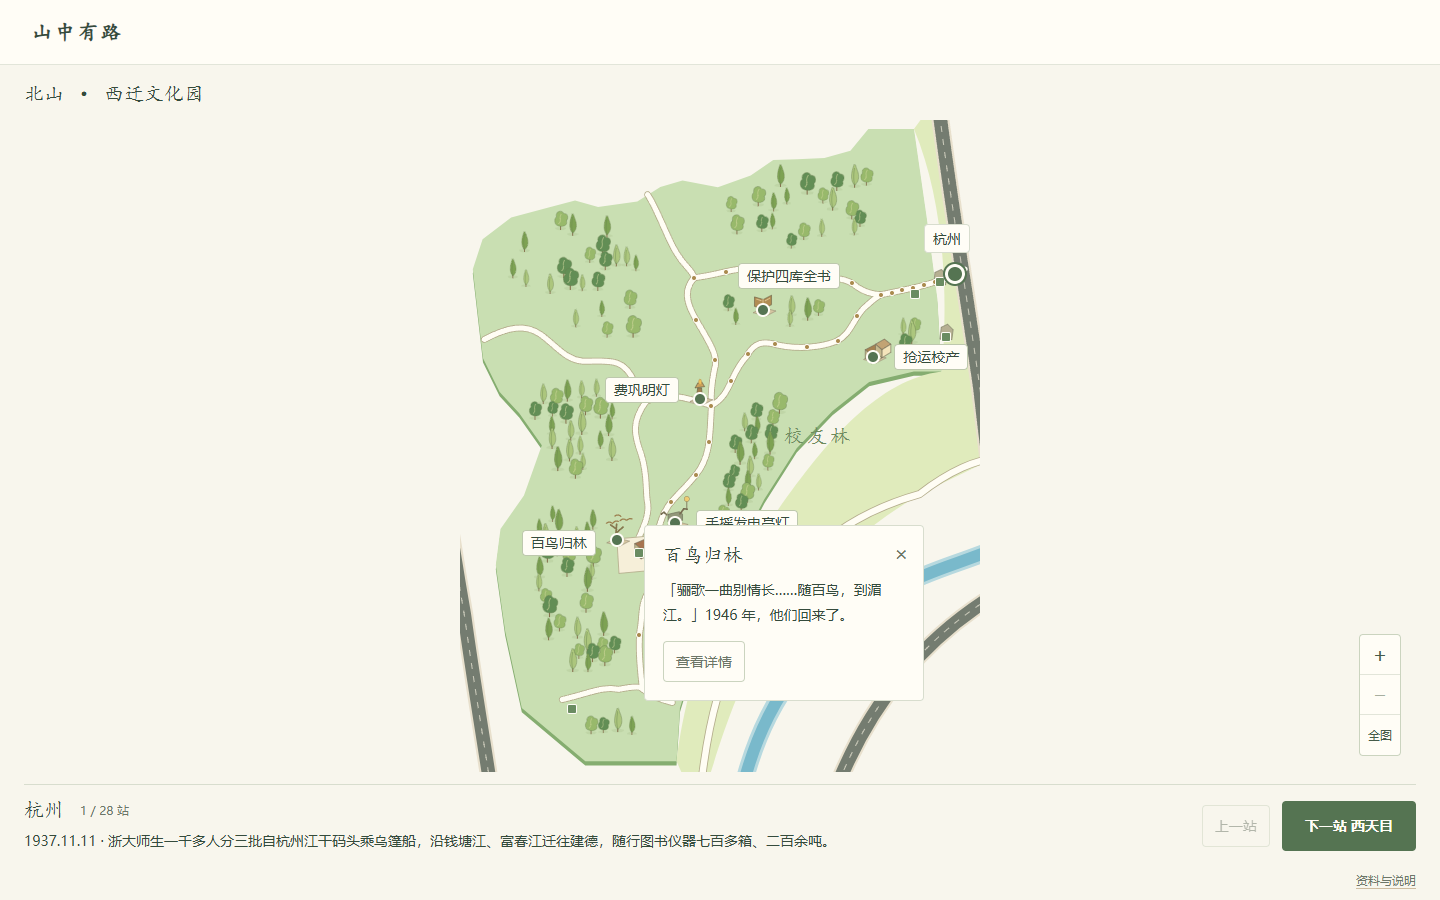 山中有路
北山 • 西迁文化园
杭州
保护四库全书
抢运校产
费巩明灯
校友林
手摇发电亮灯
百鸟归林
百鸟归林 ×
「骊歌一曲别情长……随百鸟，到湄
江。」1946 年，他们回来了。
查看详情
+
−
全图
杭州 1 / 28 站
1937.11.11 · 浙大师生一千多人分三批自杭州江干码头乘乌篷船，沿钱塘江、富春江迁往建德，随行图书仪器七百多箱、二百余吨。
上一站
下一站 西天目
资料与说明